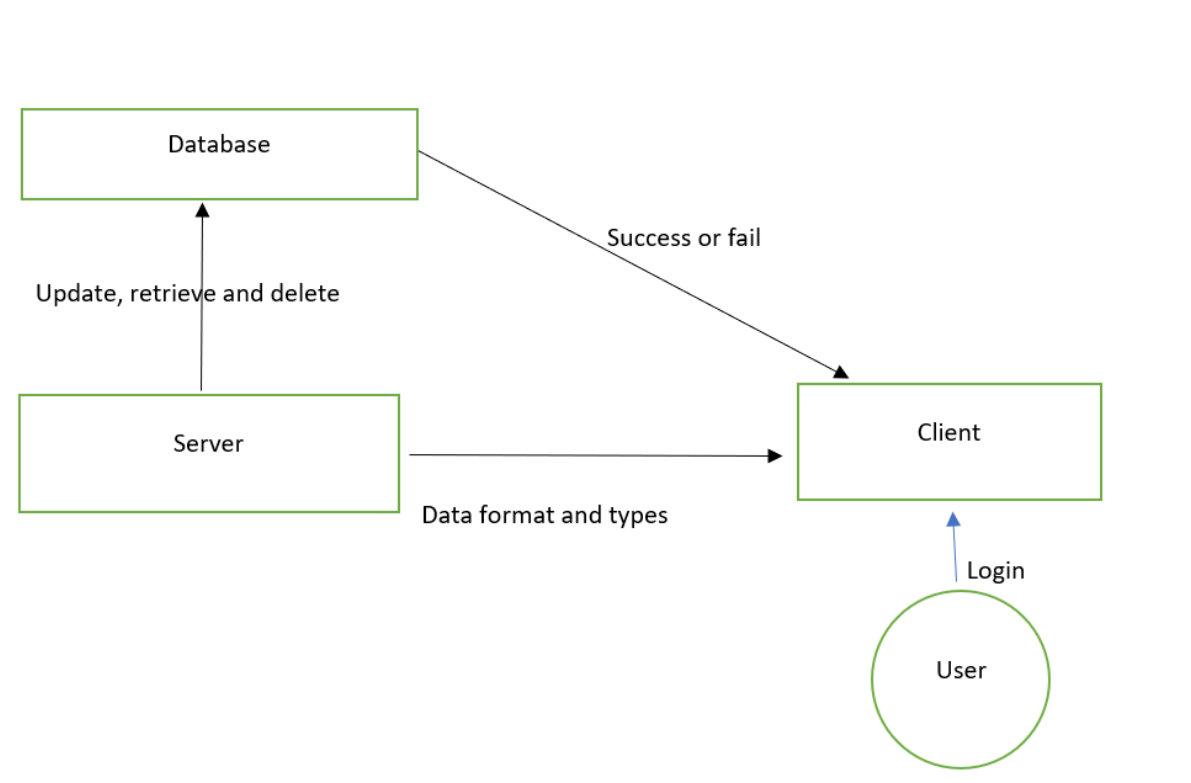 Database
Success or fail
Update, retrieve and delete
Server
Client
Data format and types
Login
User